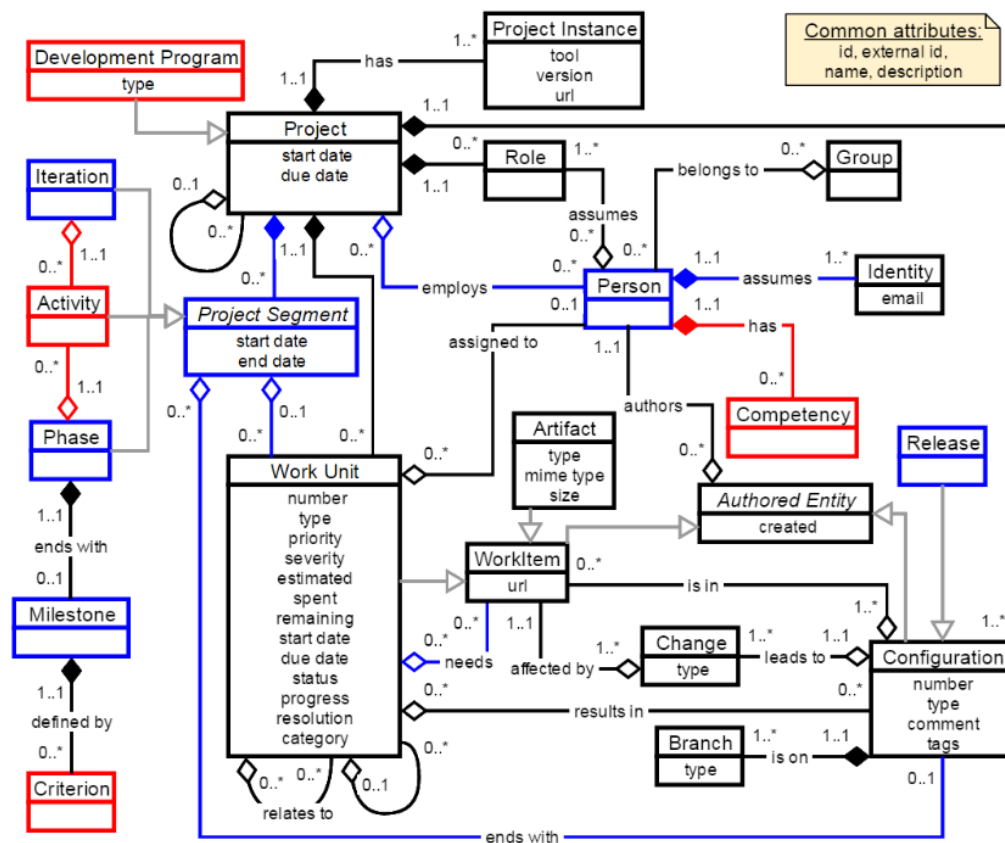 Project Instance
tool
version
url
Common attributes:
id, external id,
name, description
Development Program
type
1..*
has
1..1
Project
start date
due date
1..1
0..*
1..1
Role
1..*
belongs to
0..*
Group
Iteration
0..1
0..*
assumes
0..*
0..*
1..1
0..*
Activity
1..1
0..*
0..*
employs
0..*
0..1
Person
1..1
assumes
1..*
Identity
email
Project Segment
start date
end date
0..*
1..1
assigned to
1..1
1..1
has
0..*
Phase
0..*
0..1
0..*
0..*
authors
Competency
Artifact
type
mime type
size
Release
1..1
ends with
0..1
Work Unit
number
type
priority
severity
estimated
spent
remaining
start date
due date
status
progress
resolution
category
0..*
0..*
Authored Entity
created
WorkItem
url
0..*
is in
1..*
1..*
Milestone
0..*
needs
1..1
affected by
1..*
Change
type
1..*
leads to
1..1
Configuration
number
type
comment
tags
1..1
defined by
0..*
0..*
results in
0..*
Branch
type
1..*
is on
1..1
Criterion
0..*
0..*
relates to
0..1
0..*
0..1
ends with